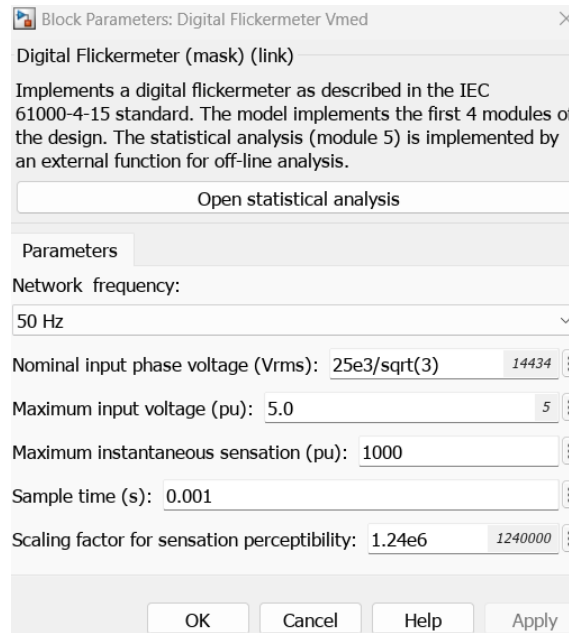 Block Parameters: Digital Flickermeter Vmed
Digital Flickermeter (mask) (link)
Implements a digital flickermeter as described in the IEC
61000-4-15 standard. The model implements the first 4 modules of
the design. The statistical analysis (module 5) is implemented by
an external function for off-line analysis.
Open statistical analysis
Parameters
Network frequency:
50 Hz
Nominal input phase voltage (Vrms): 25e3/sqrt(3) 14434
Maximum input voltage (pu): 5.0 5
Maximum instantaneous sensation (pu): 1000
Sample time (s): 0.001
Scaling factor for sensation perceptibility: 1.24e6 1240000
OK Cancel Help Apply